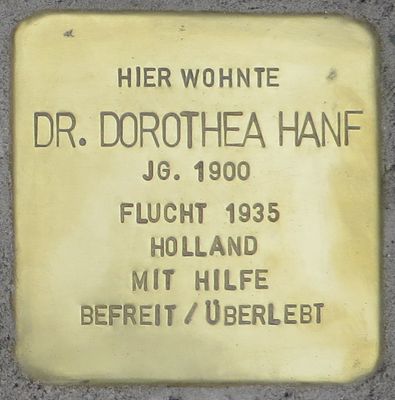 HIER WOHNTE
DR. DOROTHEA HANF
JG. 1900
FLUCHT 1935
HOLLAND
MIT HILFE
BEFREIT / ÜBERLEBT